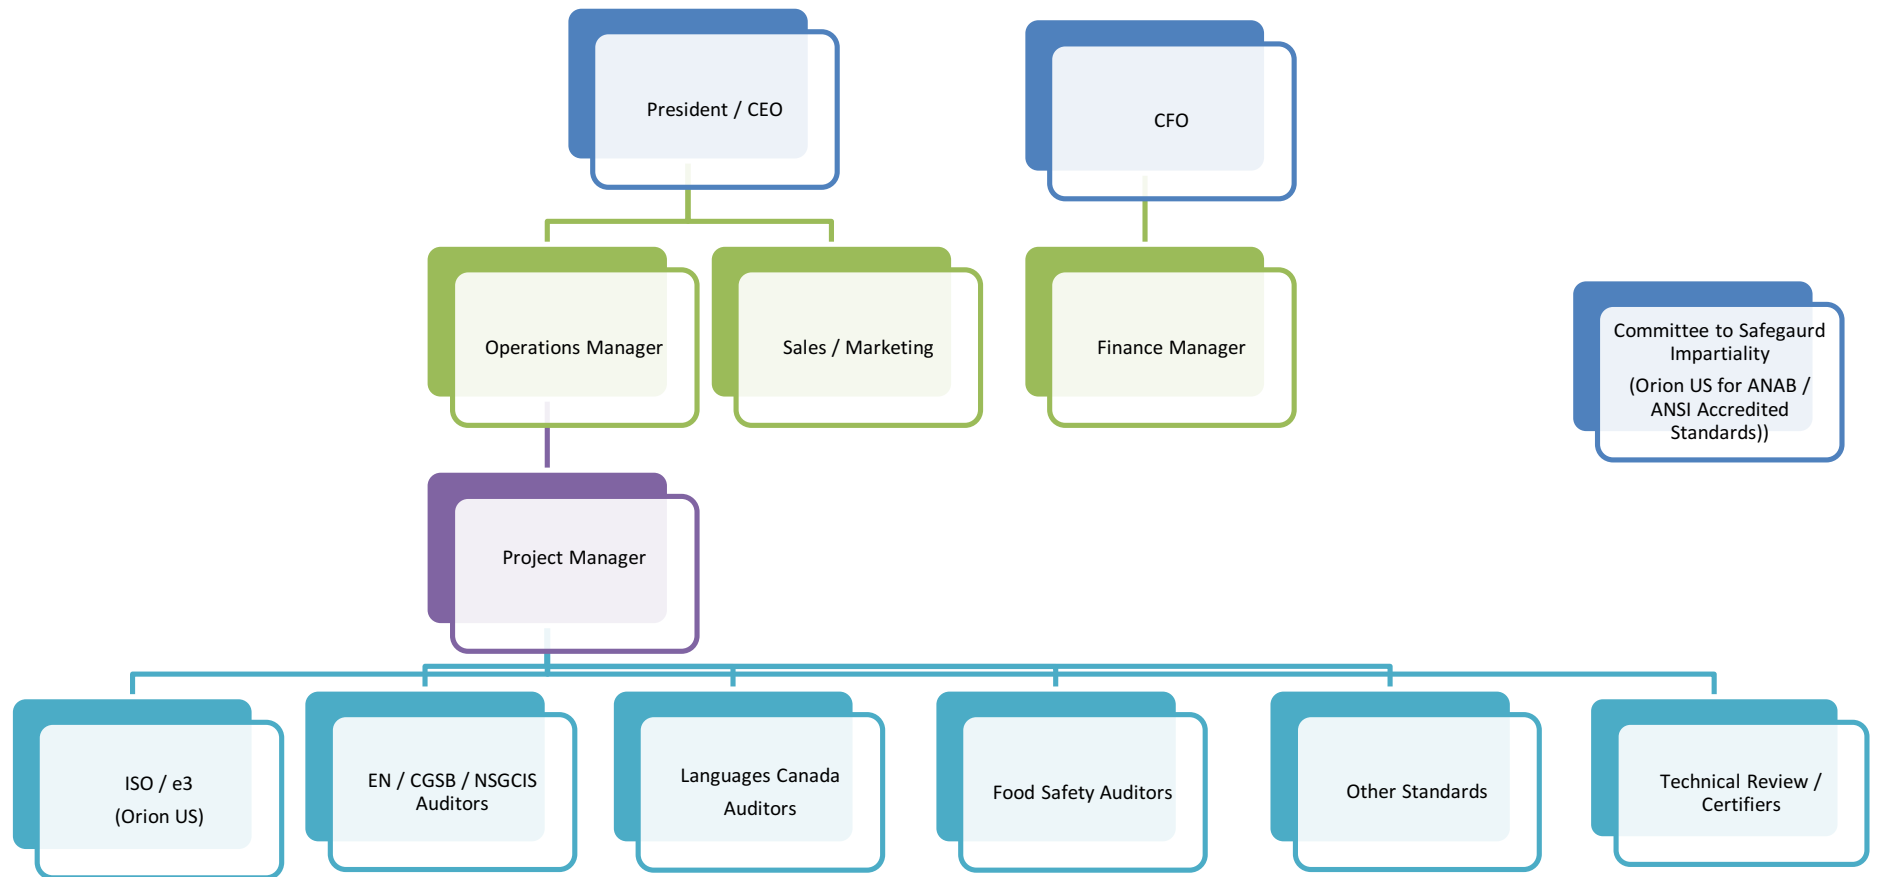 President / CEO
CFO
Operations Manager
Sales / Marketing
Finance Manager
Committee to Safegaurd
Impartiality
(Orion US for ANAB /
ANSI Accredited
Standards))
Project Manager
ISO / e3
(Orion US)
EN / CGSB / NSGCIS
Auditors
Languages Canada
Auditors
Food Safety Auditors
Other Standards
Technical Review /
Certifiers